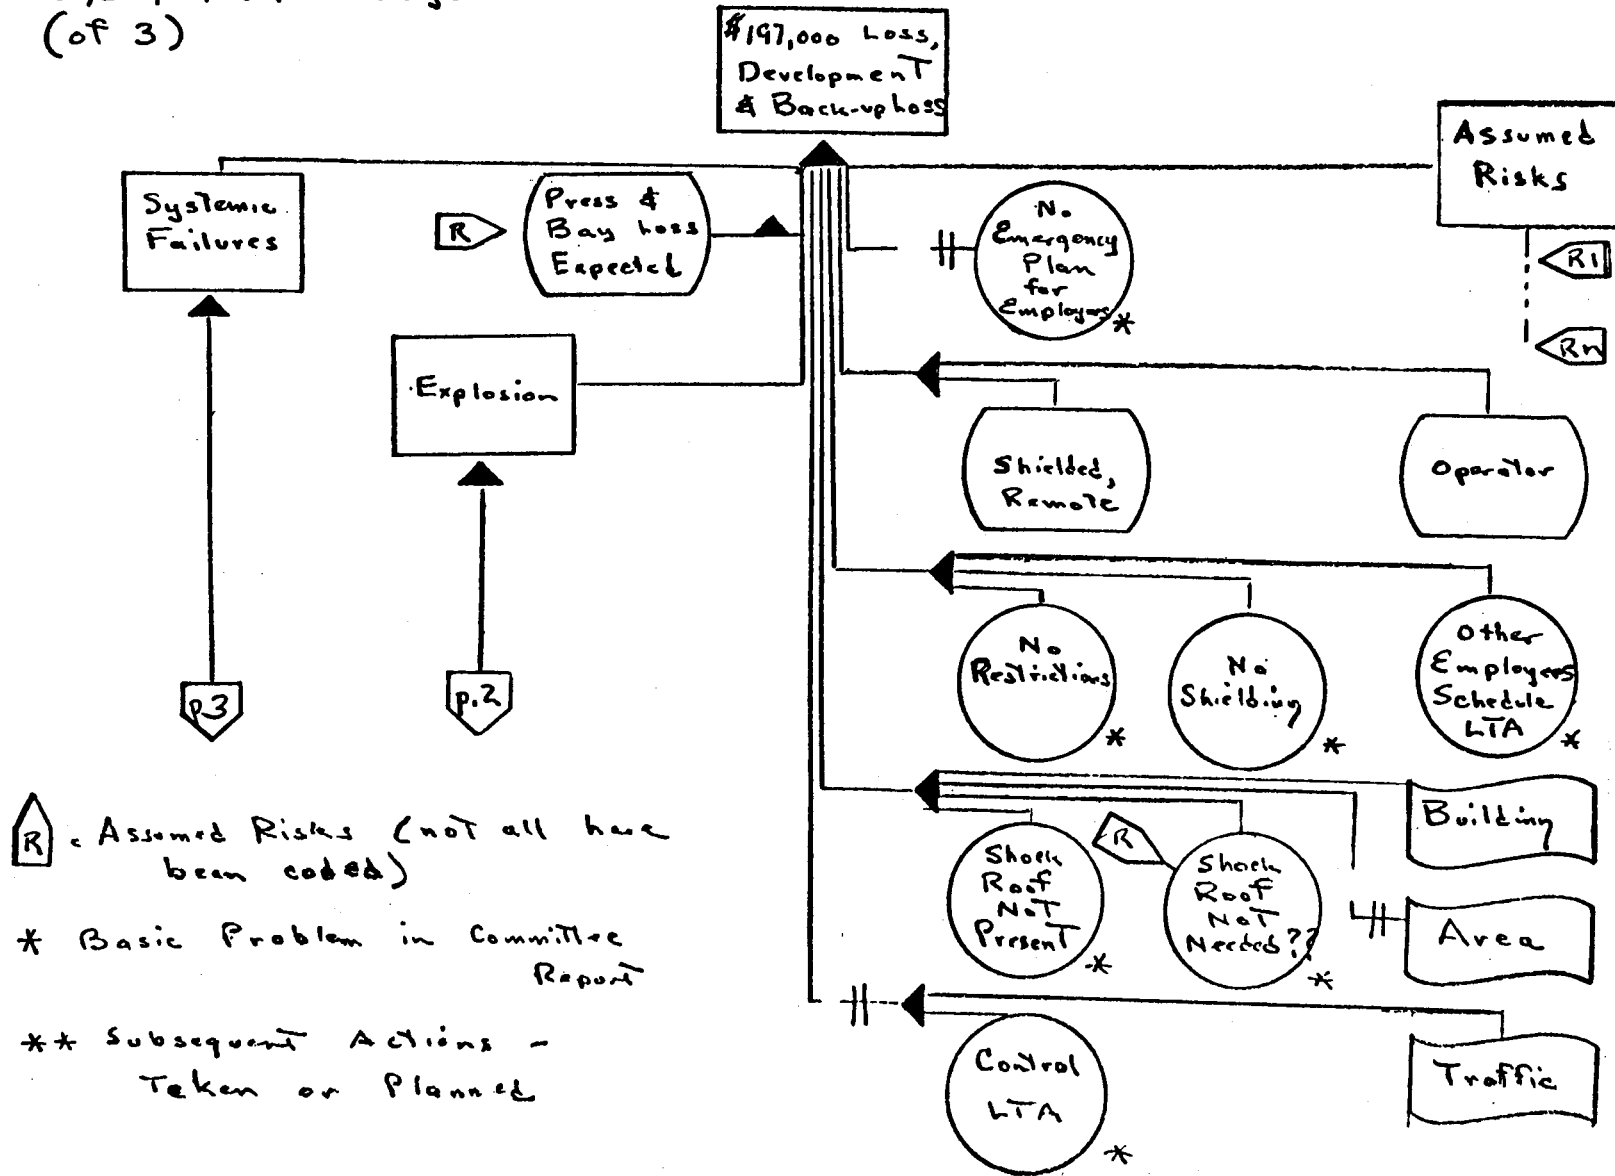 (of 3)
$197,000 Loss,
Development
& Back-up Loss
Assumed
Risks
Systemic
Failures
R
Press &
Bay Loss
Expected
No
Emergency
Plan
for
Employees
*
R1
Rn
Explosion
Shielded,
Remote
Operator
No
Restrictions
*
No
Shielding
*
Other
Employees
Schedule
LTA
*
p.3
p.2
R = Assumed Risks (not all have
been coded)
* Basic Problem in Committee
Report
** Subsequent Actions -
Taken or Planned
Shock
Roof
Not
Present
*
R
Shock
Roof
Not
Needed??
*
Building
Area
Control
LTA
*
Traffic